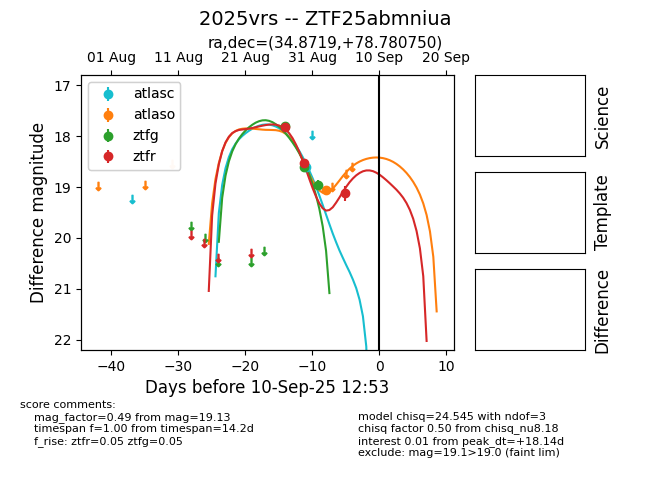 2025vrs -- ZTF25abmniua
ra,dec=(34.8719,+78.780750)
01 Aug 11 Aug 21 Aug 31 Aug 10 Sep 20 Sep
17
18
19
20
21
22
Difference magnitude
atlasc
atlaso
ztfg
ztfr
−40 −30 −20 −10 0 10
Days before 10-Sep-25 12:53
Science
Template
Difference
score comments:
mag_factor=0.49 from mag=19.13
timespan f=1.00 from timespan=14.2d
f_rise: ztfr=0.05 ztfg=0.05
model chisq=24.545 with ndof=3
chisq factor 0.50 from chisq_nu8.18
interest 0.01 from peak_dt=+18.14d
exclude: mag=19.1>19.0 (faint lim)